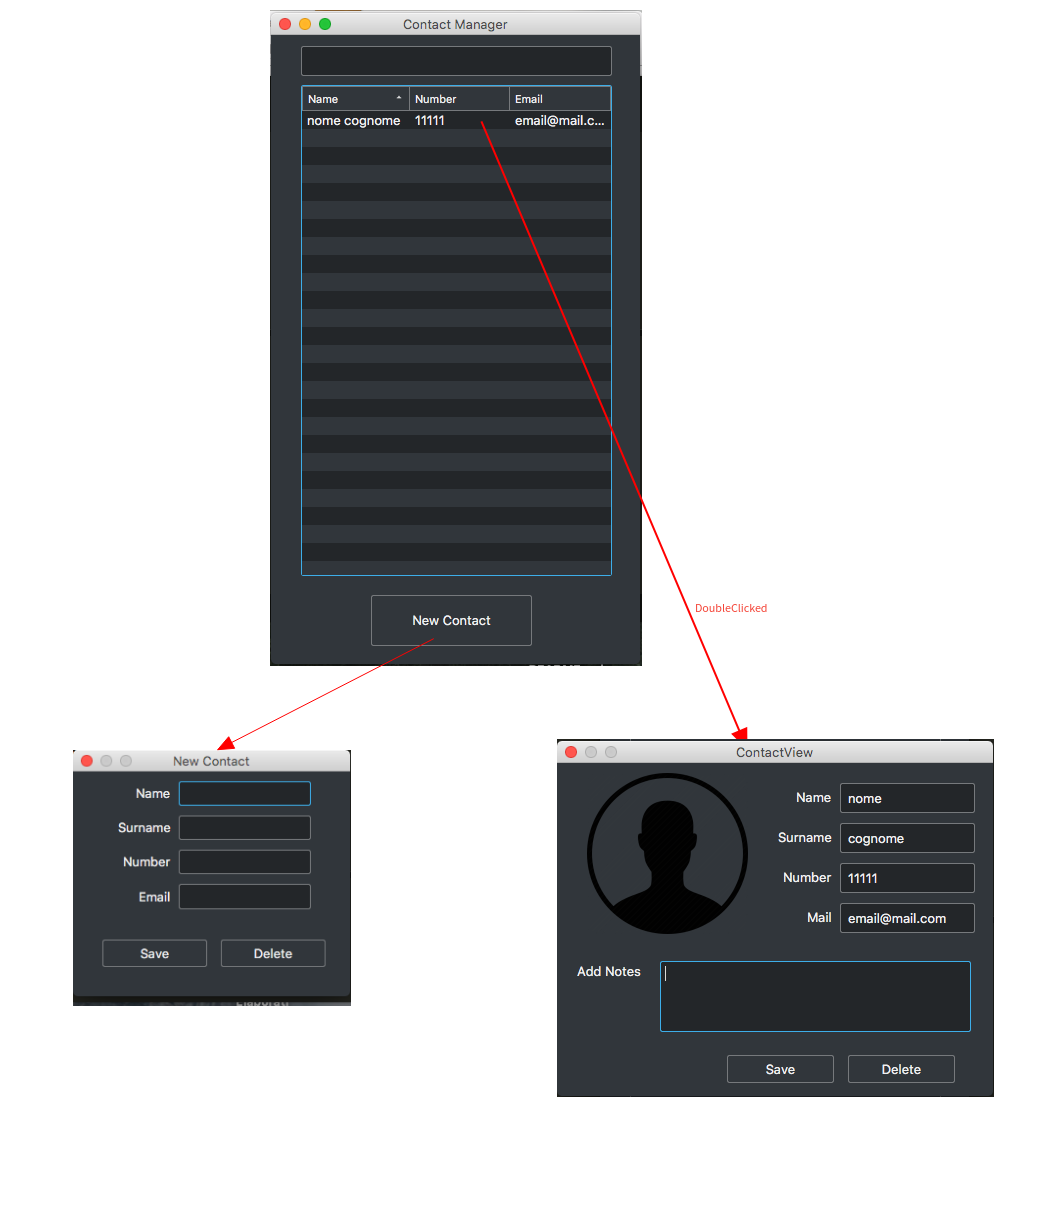 Contact Manager
Name Number Email
nome cognome 11111 email@mail.c...
New Contact
DoubleClicked
New Contact
Name
Surname
Number
Email
Save Delete
ContactView
Name nome
Surname cognome
Number 11111
Mail email@mail.com
Add Notes
Save Delete